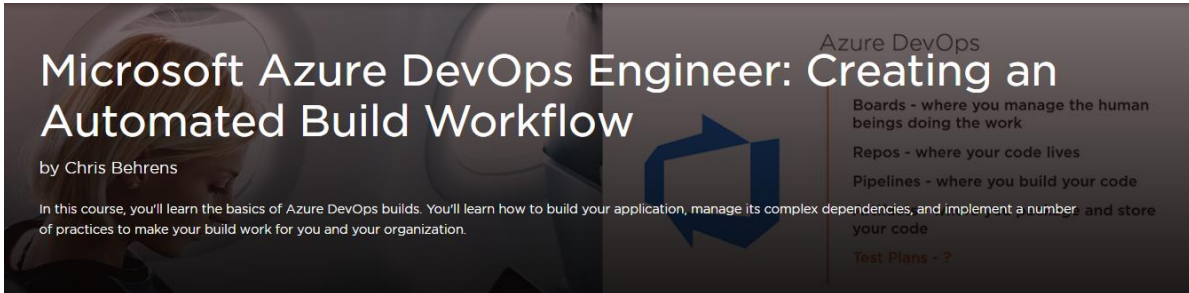 Microsoft Azure DevOps Engineer: Creating an
Automated Build Workflow
by Chris Behrens
In this course, you'll learn the basics of Azure DevOps builds. You'll learn how to build your application, manage its complex dependencies, and implement a number
of practices to make your build work for you and your organization.
Azure DevOps
Boards - where you manage the human
beings doing the work
Repos - where your code lives
Pipelines - where you build your code
and store
your code
Test Plans - ?